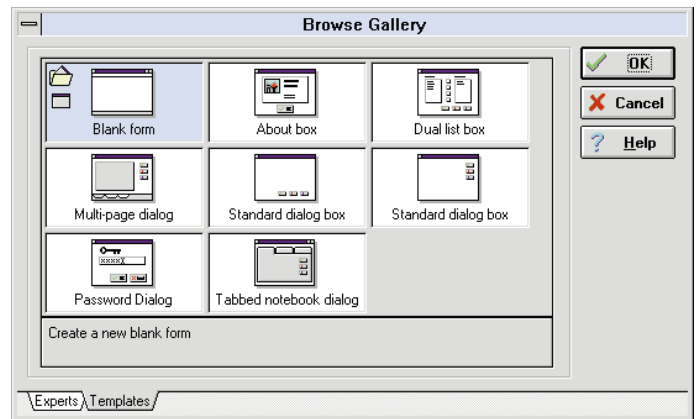 Browse Gallery
Blank form
About box
Dual list box
Multi-page dialog
Standard dialog box
Standard dialog box
Password Dialog
Tabbed notebook dialog
Create a new blank form
OK
Cancel
Help
Experts
Templates